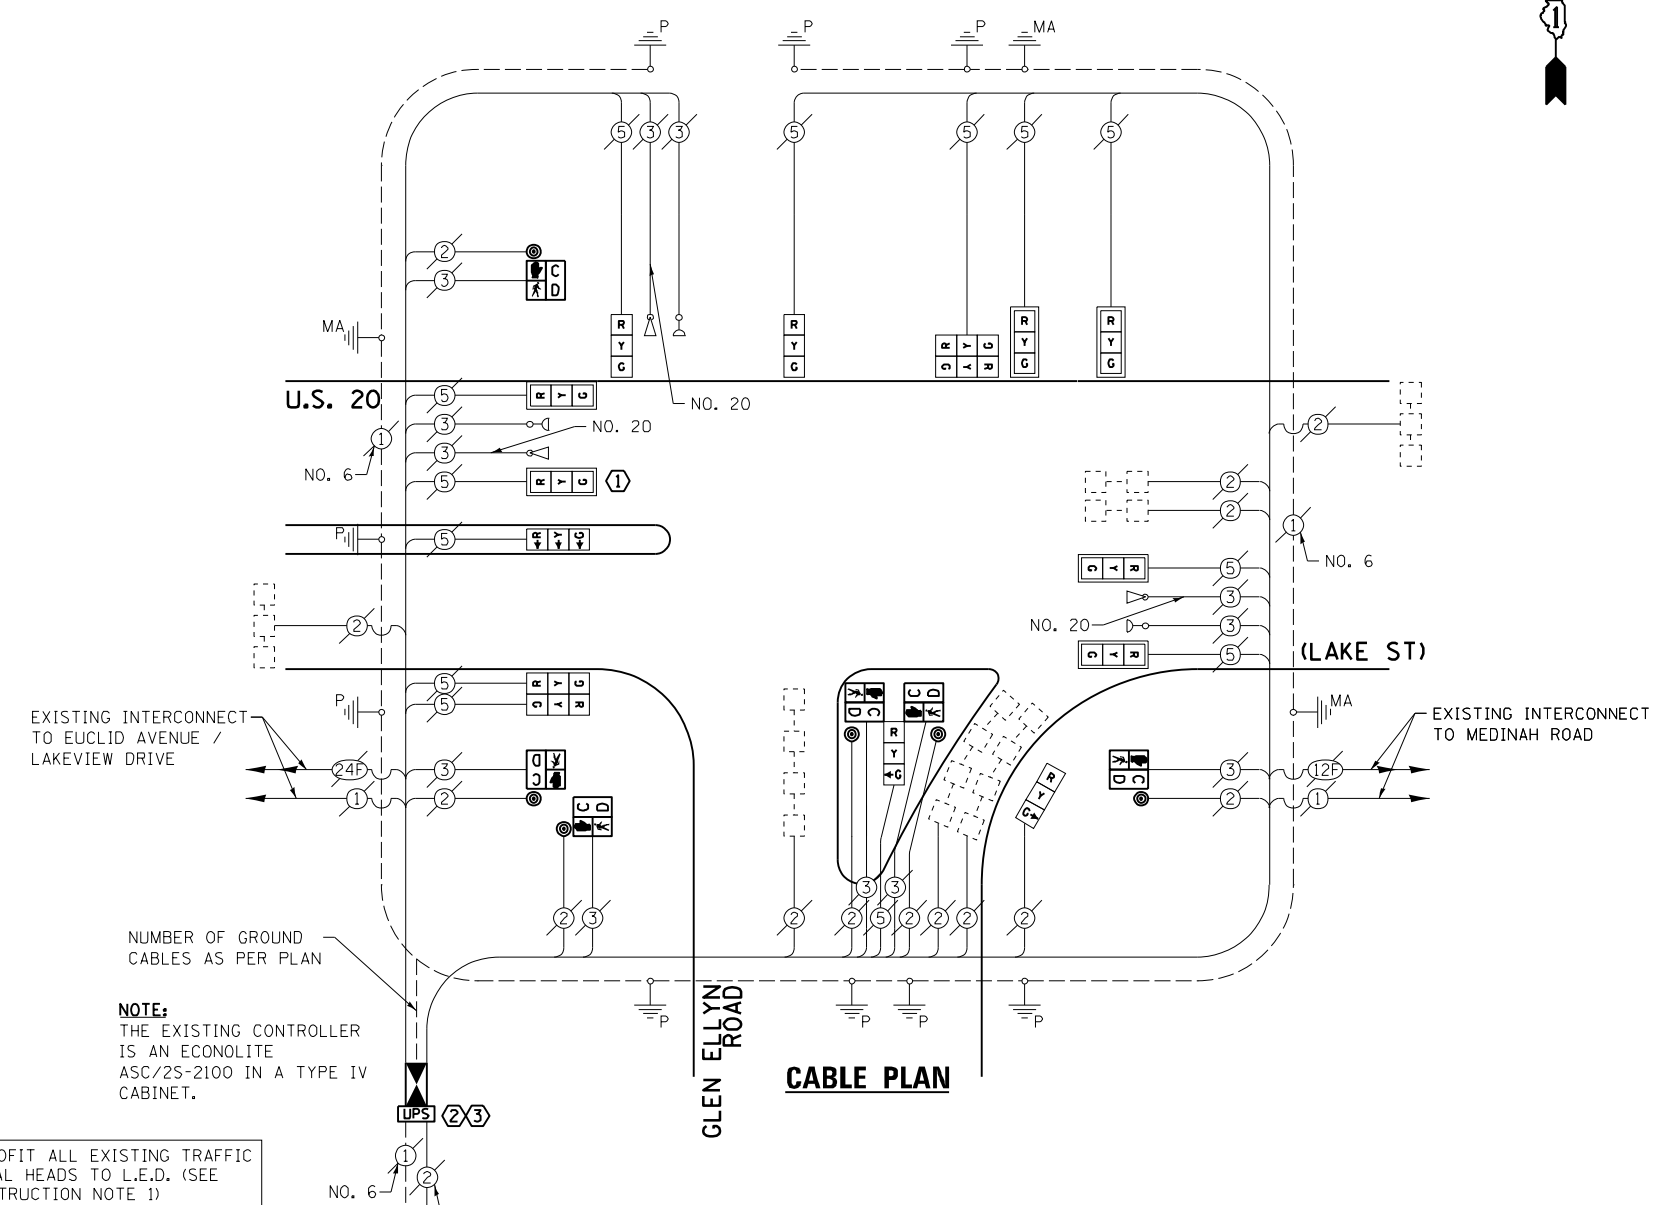 P P P MA
1
5 3 3 5 5 5 5
2
C
3 D
MA
R Y G
R Y G
R Y G
G Y R
R Y G
R Y G
U.S. 20
5 R Y G
NO. 20
3
NO. 20
2
1
3
NO. 6
5 R Y G 1
2
2
1
P 5 R Y G
NO. 6
G Y R 5
3
2
NO. 20
3
G Y R 5
(LAKE ST)
5 R Y G
5 G Y R
P
MA
C D
D C
R
Y
G
EXISTING INTERCONNECT
TO EUCLID AVENUE /
LAKEVIEW DRIVE
EXISTING INTERCONNECT
TO MEDINAH ROAD
24F 3 D C
1 2
D C 3 12F
2 1
R Y G
C D
3 3
2 3 2 2 5 2 2 2 2
NUMBER OF GROUND
CABLES AS PER PLAN
P P P P
NOTE:
THE EXISTING CONTROLLER
IS AN ECONOLITE
ASC/2S-2100 IN A TYPE IV
CABINET.
GLEN ELLYN
ROAD
CABLE PLAN
UPS 2 3
OFIT ALL EXISTING TRAFFIC
AL HEADS TO L.E.D. (SEE
TRUCTION NOTE 1)
1
2
NO. 6